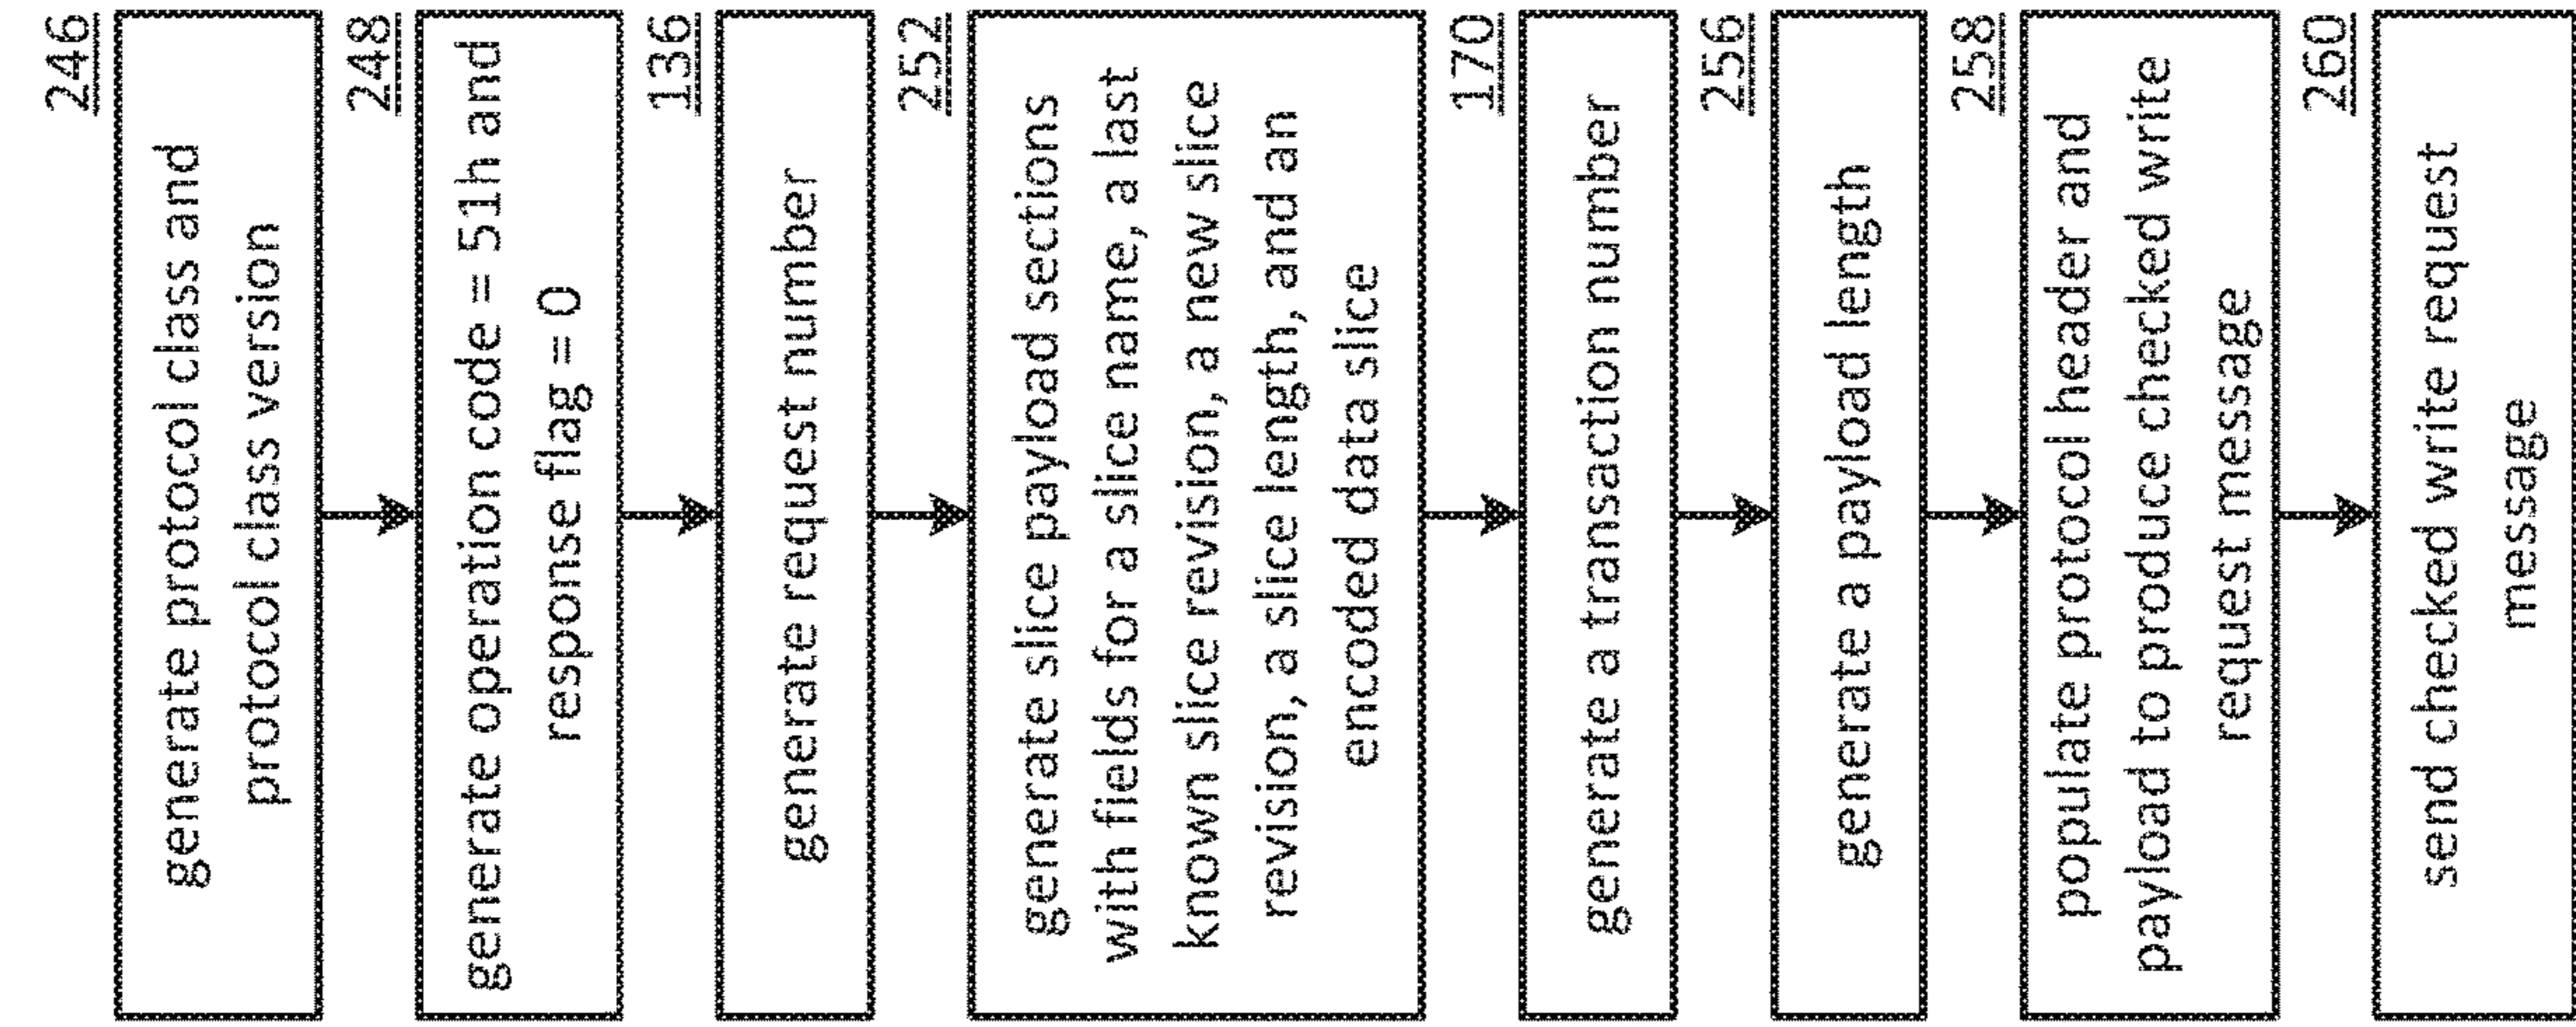 246
generate protocol class and
protocol class version
248
generate operation code = 51h and
response flag = 0
136
generate request number
252
generate slice payload sections
with fields for a slice name, a last
known slice revision, a new slice
revision, a slice length, and an
encoded data slice
170
generate a transaction number
256
generate a payload length
258
populate protocol header and
payload to produce checked write
request message
260
send checked write request
message